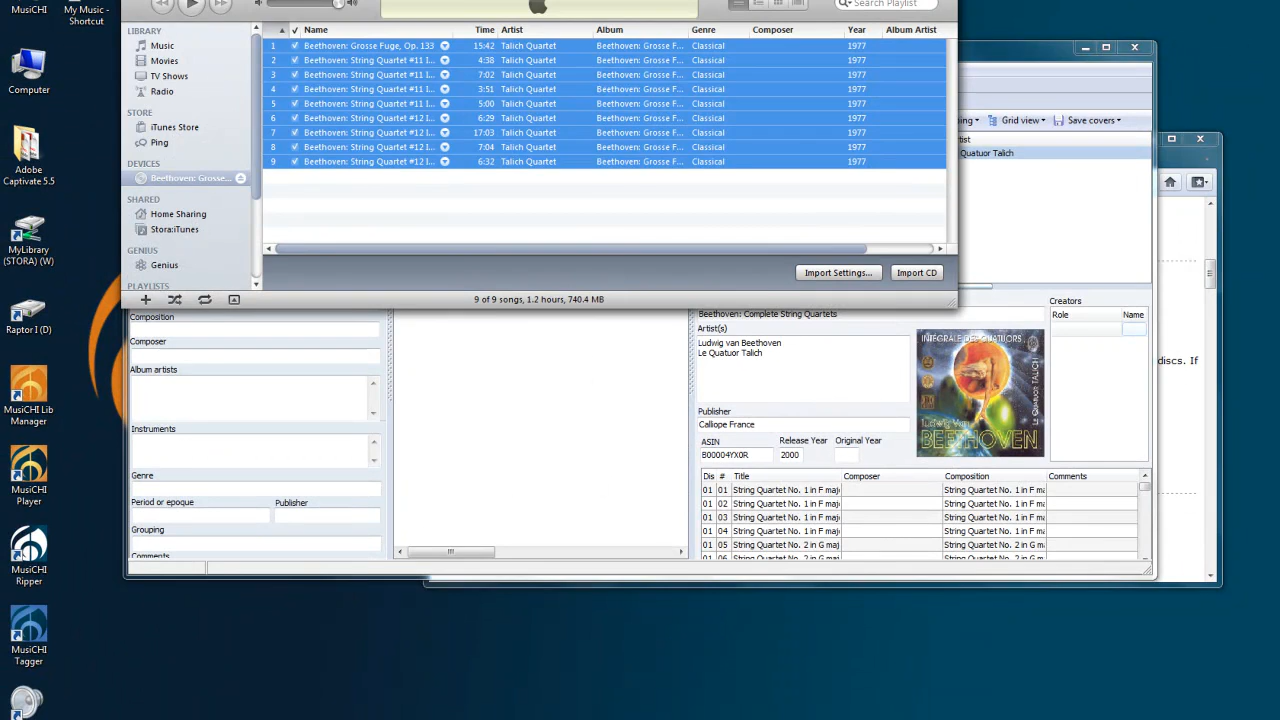 MusiCHI
My Music -
Shortcut
Computer
Adobe
Captivate 5.5
MyLibrary
(STORA) (W)
Raptor I (D)
MusiCHI Lib
Manager
MusiCHI
Player
MusiCHI
Ripper
MusiCHI
Tagger
Search Playlist
LIBRARY
Music
Movies
TV Shows
Radio
STORE
iTunes Store
Ping
DEVICES
Beethoven: Grosse...
SHARED
Home Sharing
Stora:iTunes
GENIUS
Genius
PLAYLISTS
Name Time Artist Album Genre Composer Year Album Artist
1 Beethoven: Grosse Fuge, Op. 133 15:42 Talich Quartet Beethoven: Grosse F... Classical 1977
2 Beethoven: String Quartet #11 I... 4:38 Talich Quartet Beethoven: Grosse F... Classical 1977
3 Beethoven: String Quartet #11 I... 7:02 Talich Quartet Beethoven: Grosse F... Classical 1977
4 Beethoven: String Quartet #11 I... 3:51 Talich Quartet Beethoven: Grosse F... Classical 1977
5 Beethoven: String Quartet #11 I... 5:00 Talich Quartet Beethoven: Grosse F... Classical 1977
6 Beethoven: String Quartet #12 I... 6:29 Talich Quartet Beethoven: Grosse F... Classical 1977
7 Beethoven: String Quartet #12 I... 17:03 Talich Quartet Beethoven: Grosse F... Classical 1977
8 Beethoven: String Quartet #12 I... 7:04 Talich Quartet Beethoven: Grosse F... Classical 1977
9 Beethoven: String Quartet #12 I... 6:32 Talich Quartet Beethoven: Grosse F... Classical 1977
Import Settings... Import CD
9 of 9 songs, 1.2 hours, 740.4 MB
Grid view Save covers
Quatuor Talich
discs. If
Composition
Composer
Album artists
Instruments
Genre
Period or epoque Publisher
Grouping
Comments
Beethoven: Complete String Quartets
Artist(s)
Ludwig van Beethoven
Le Quatuor Talich
Publisher
Calliope France
ASIN Release Year Original Year
B00004YX0R 2000
INTÉGRALE DES QUATUORS
LE QUATUOR TALICH
Ludwig Van
BEETHOVEN
Creators
Role Name
Dis # Title Composer Composition Comments
01 01 String Quartet No. 1 in F maj String Quartet No. 1 in F ma
01 02 String Quartet No. 1 in F maj String Quartet No. 1 in F ma
01 03 String Quartet No. 1 in F maj String Quartet No. 1 in F ma
01 04 String Quartet No. 1 in F maj String Quartet No. 1 in F ma
01 05 String Quartet No. 2 in G maj String Quartet No. 2 in G ma
01 06 String Quartet No. 2 in G maj String Quartet No. 2 in G ma